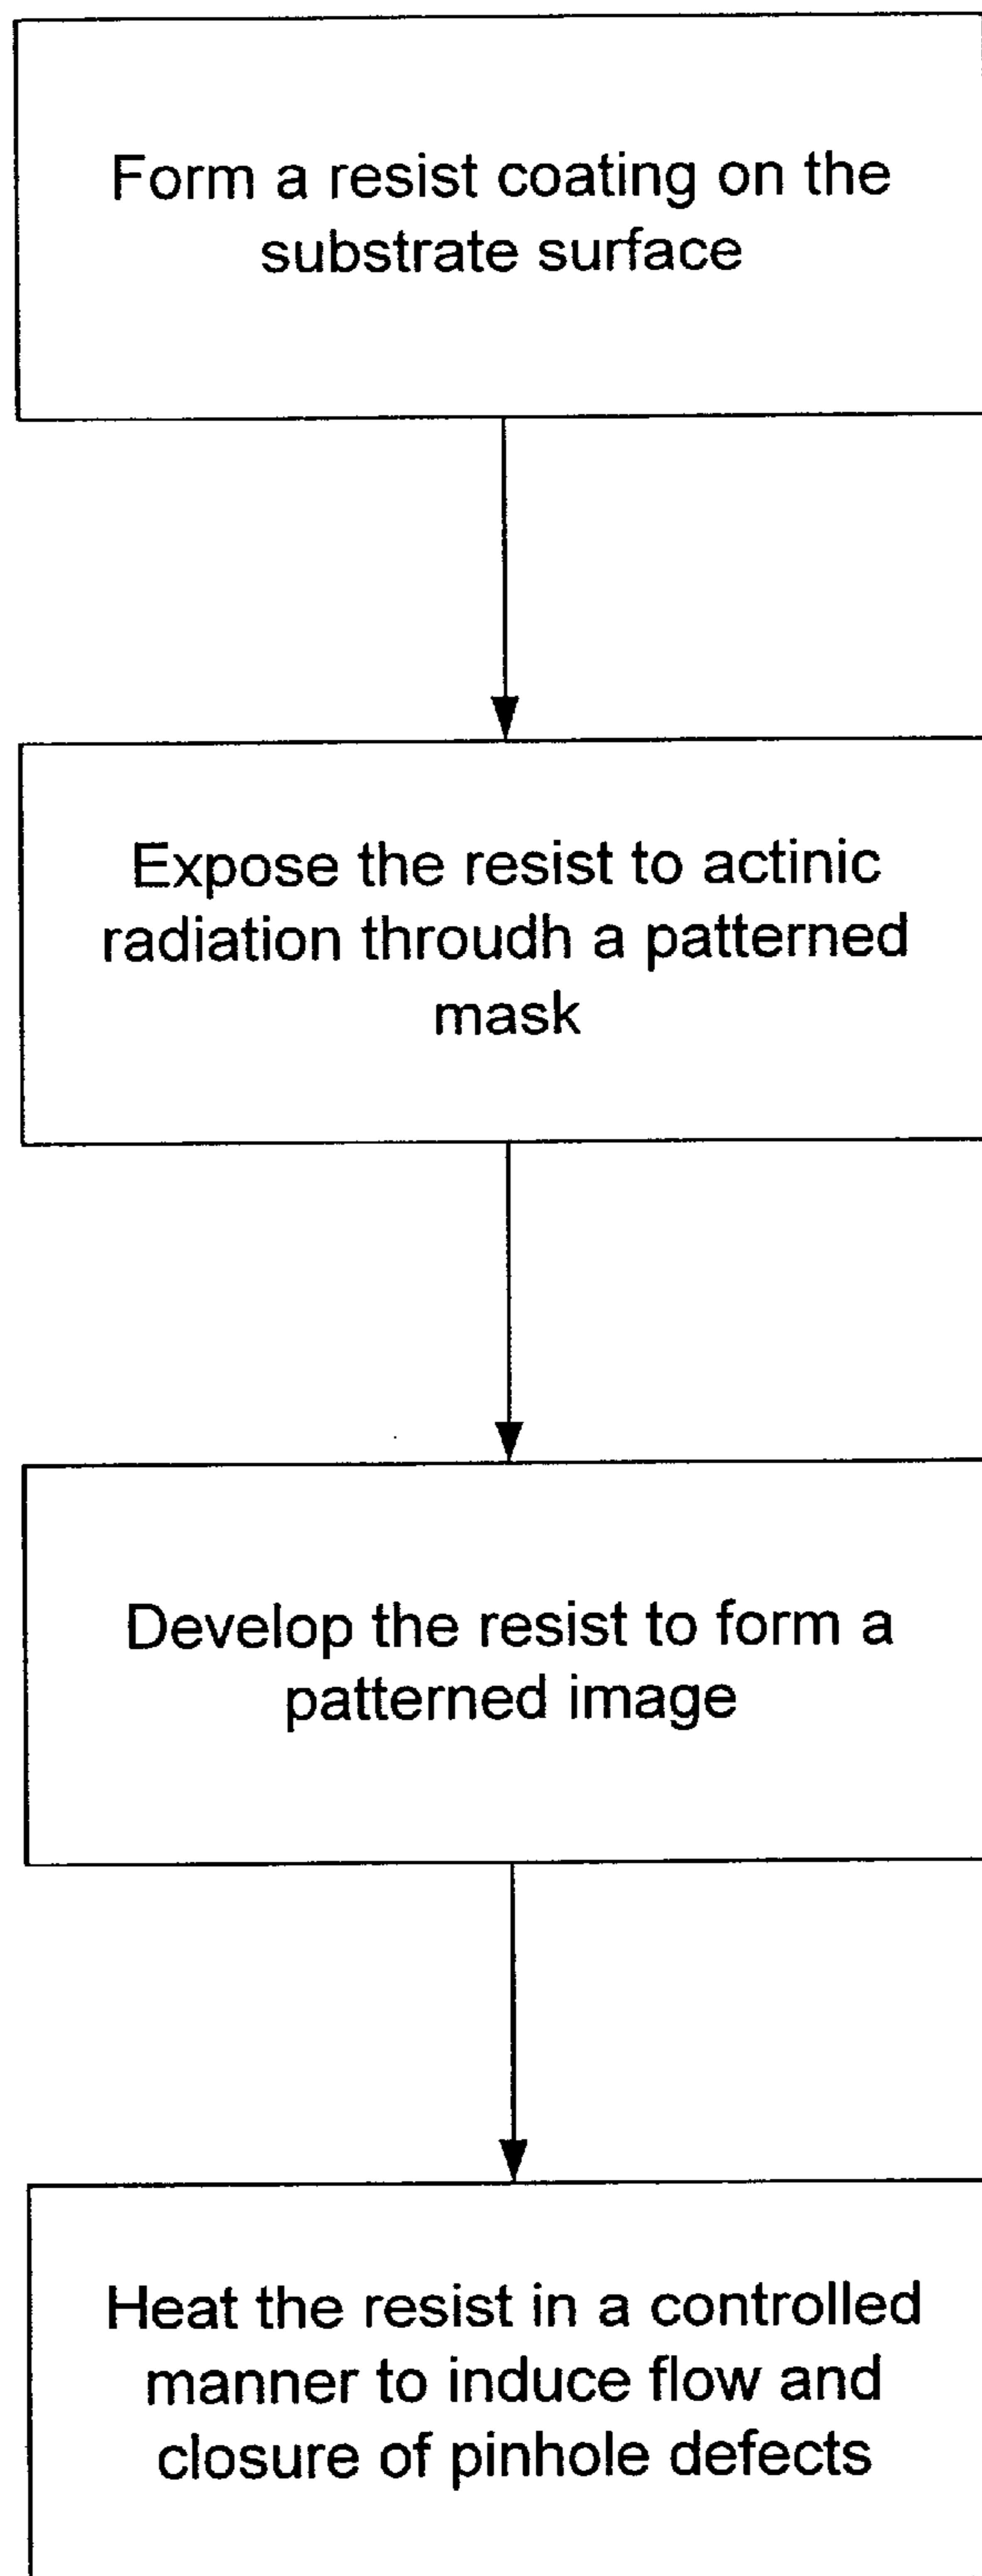 Form a resist coating on the
substrate surface
Expose the resist to actinic
radiation throudh a patterned
mask
Develop the resist to form a
patterned image
Heat the resist in a controlled
manner to induce flow and
closure of pinhole defects